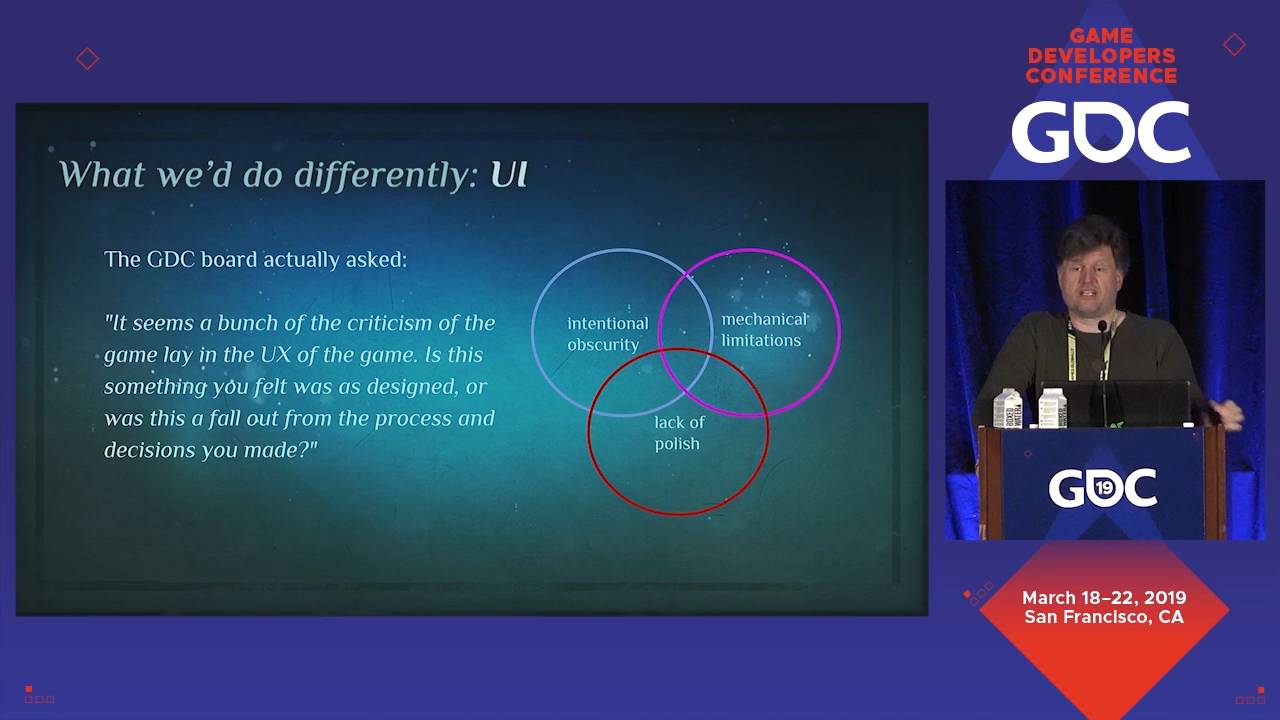 What we'd do differently: UI
The GDC board actually asked:
"It seems a bunch of the criticism of the
game lay in the UX of the game. Is this
something you felt was as designed, or
was this a fall out from the process and
decisions you made?"
intentional
obscurity
mechanical
limitations
lack of
polish
GAME
DEVELOPERS
CONFERENCE
GDC
GDC
19
March 18–22, 2019
San Francisco, CA